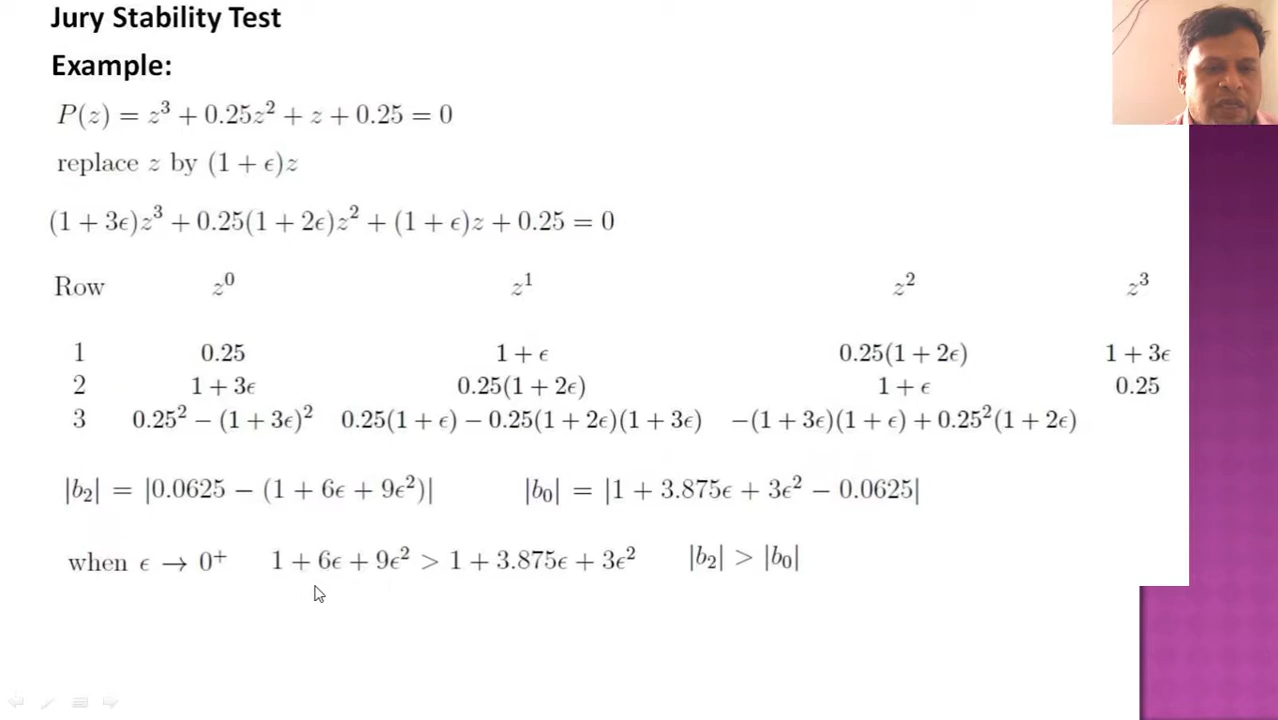 Jury Stability Test
Example:
P(z) = z³ + 0.25z² + z + 0.25 = 0
replace z by (1 + ϵ)z
(1 + 3ϵ)z³ + 0.25(1 + 2ϵ)z² + (1 + ϵ)z + 0.25 = 0
Row z⁰ z¹ z² z³
1 0.25 1 + ϵ 0.25(1 + 2ϵ) 1 + 3ϵ
2 1 + 3ϵ 0.25(1 + 2ϵ) 1 + ϵ 0.25
3 0.25² − (1 + 3ϵ)² 0.25(1 + ϵ) − 0.25(1 + 2ϵ)(1 + 3ϵ) −(1 + 3ϵ)(1 + ϵ) + 0.25²(1 + 2ϵ)
|b₂| = |0.0625 − (1 + 6ϵ + 9ϵ²)| |b₀| = |1 + 3.875ϵ + 3ϵ² − 0.0625|
when ϵ → 0⁺ 1 + 6ϵ + 9ϵ² > 1 + 3.875ϵ + 3ϵ² |b₂| > |b₀|